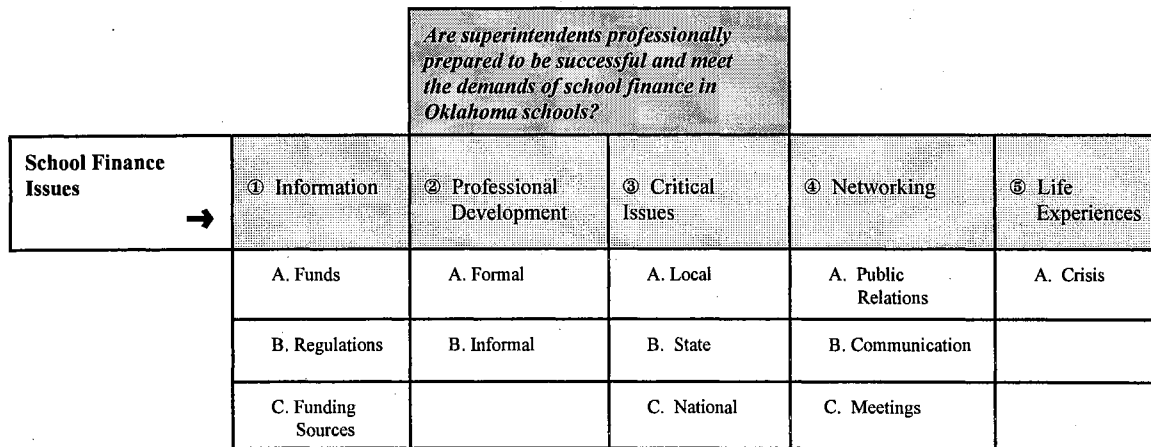 Are superintendents professionally
prepared to be successful and meet
the demands of school finance in
Oklahoma schools?
School Finance
Issues
→
① Information
② Professional
Development
③ Critical
Issues
④ Networking
⑤ Life
Experiences
A. Funds
A. Formal
A. Local
A. Public
Relations
A. Crisis
B. Regulations
B. Informal
B. State
B. Communication
C. Funding
Sources
C. National
C. Meetings